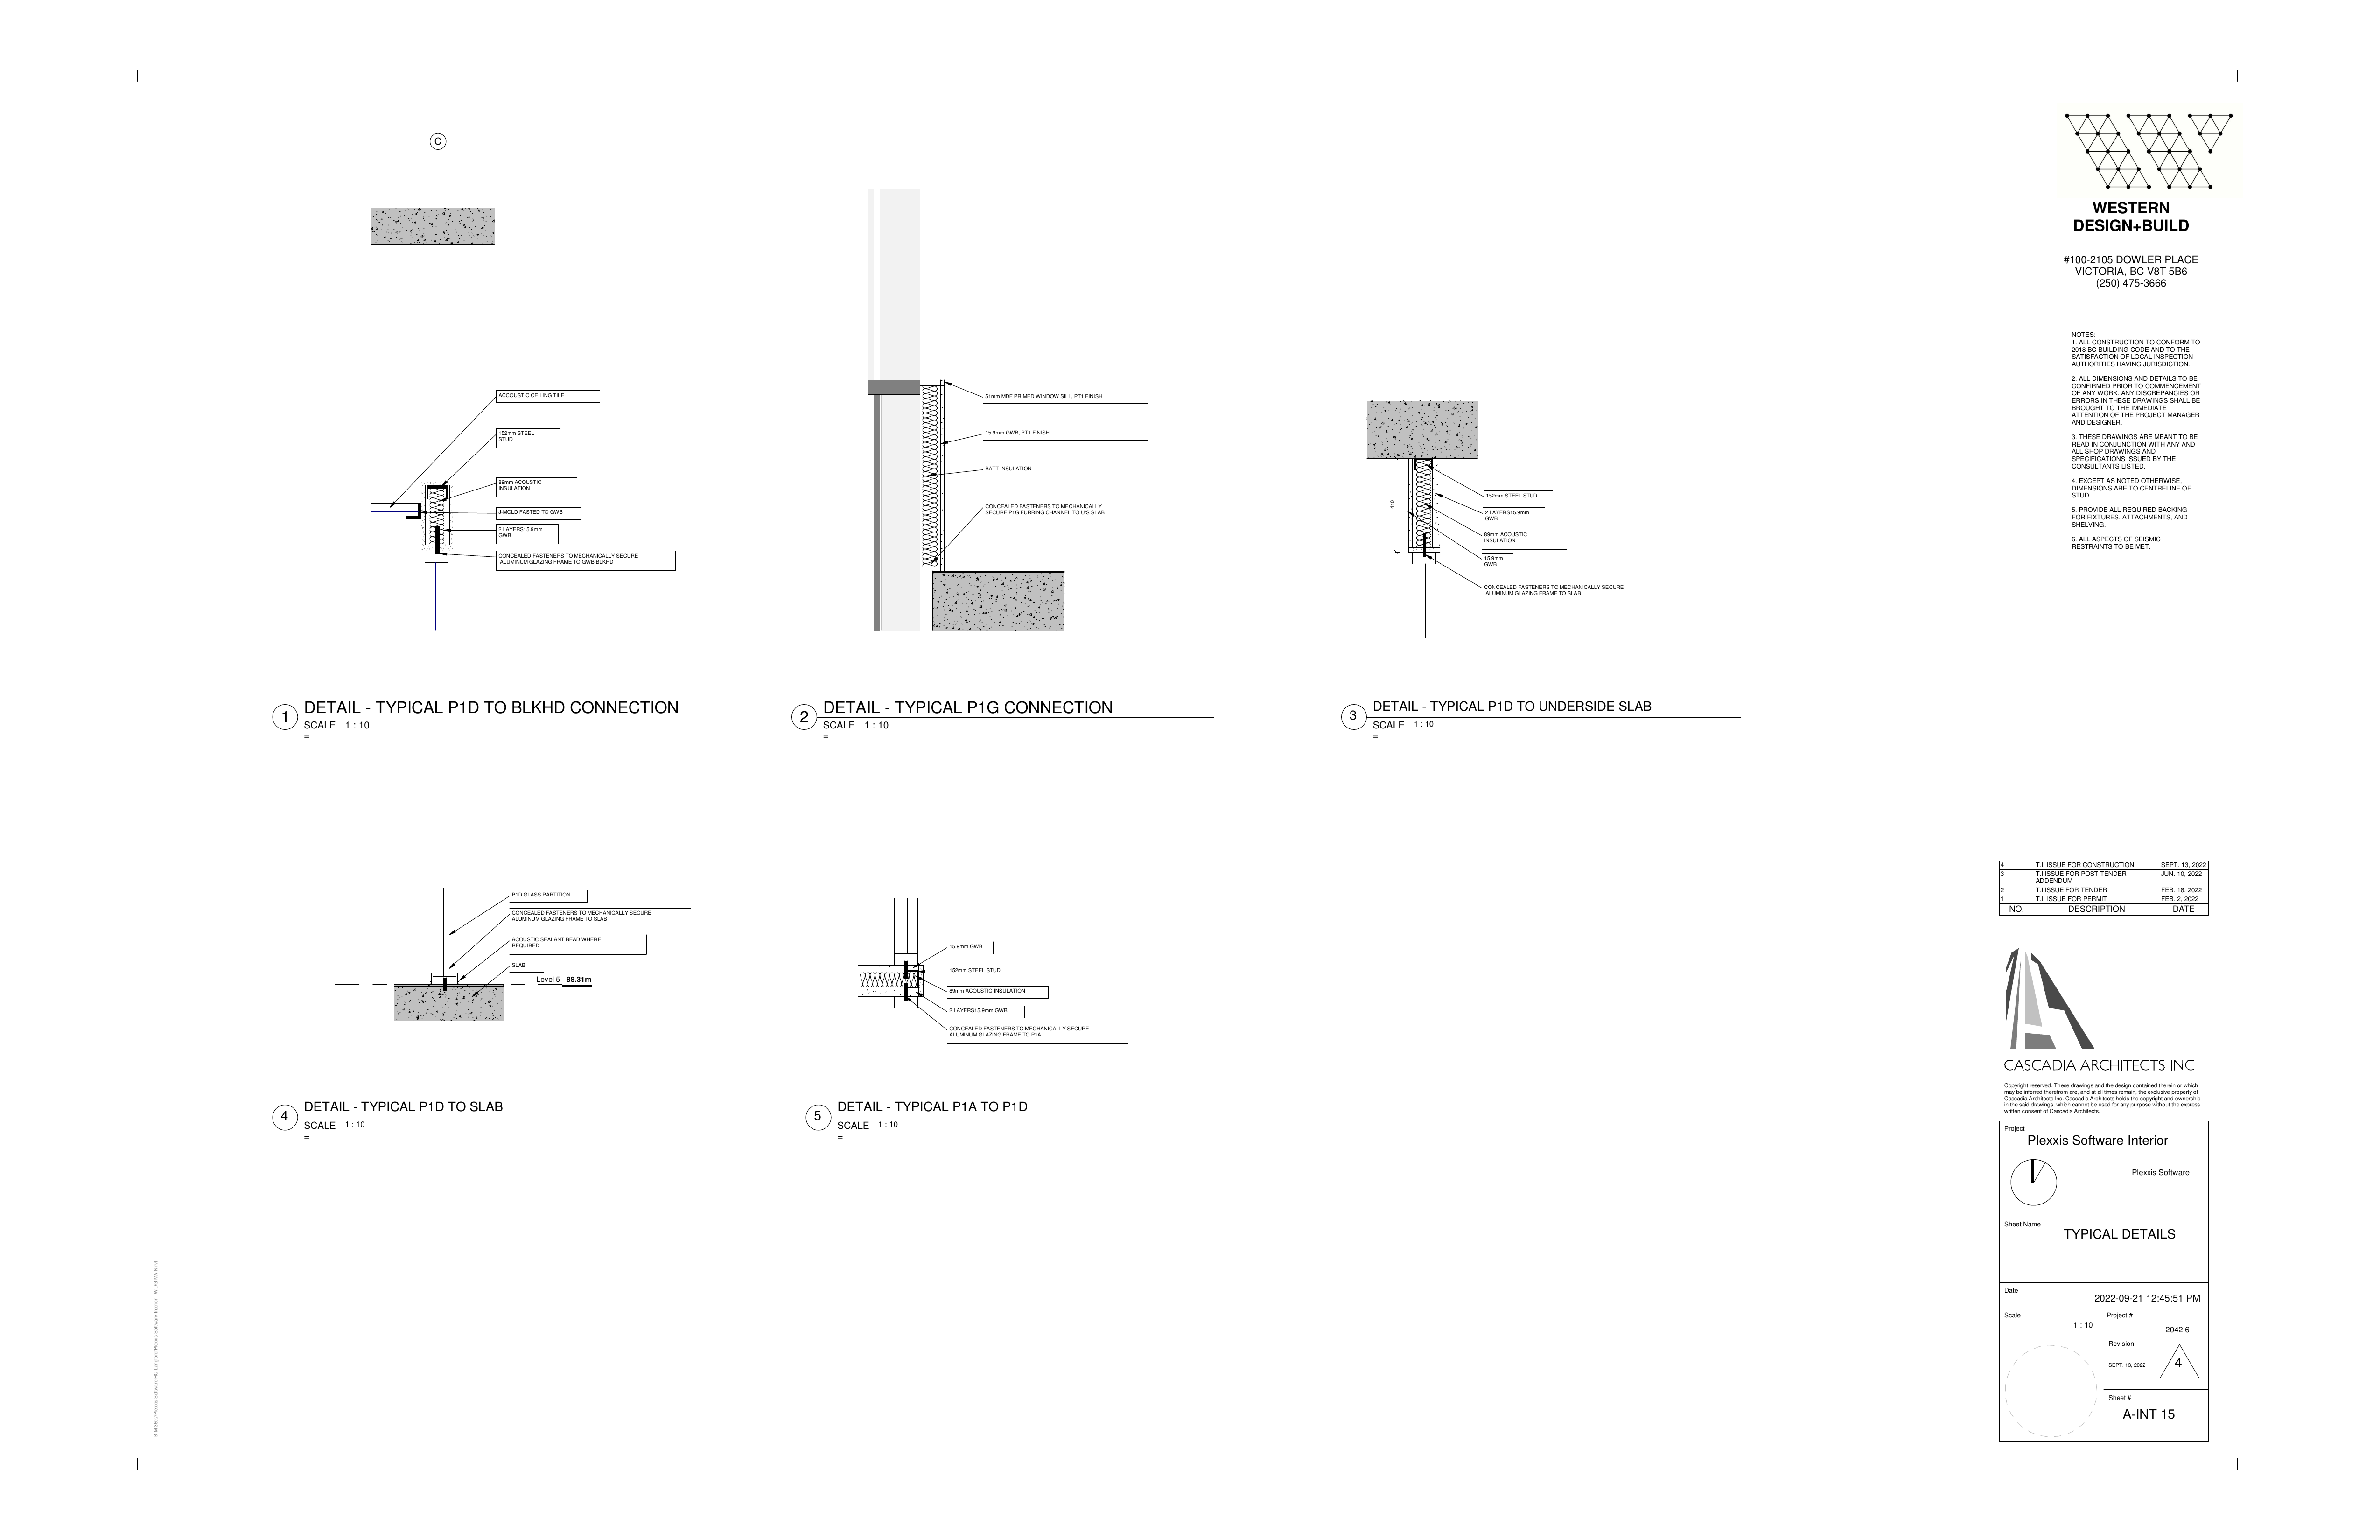 C
ACCOUSTIC CEILING TILE
152mm STEEL
STUD
89mm ACOUSTIC
INSULATION
J-MOLD FASTED TO GWB
2 LAYERS15.9mm
GWB
CONCEALED FASTENERS TO MECHANICALLY SECURE
ALUMINUM GLAZING FRAME TO GWB BLKHD
1
DETAIL - TYPICAL P1D TO BLKHD CONNECTION
SCALE 1 : 10
=
51mm MDF PRIMED WINDOW SILL, PT1 FINISH
15.9mm GWB, PT1 FINISH
BATT INSULATION
CONCEALED FASTENERS TO MECHANICALLY
SECURE P1G FURRING CHANNEL TO U/S SLAB
2
DETAIL - TYPICAL P1G CONNECTION
SCALE 1 : 10
=
410
152mm STEEL STUD
2 LAYERS15.9mm
GWB
89mm ACOUSTIC
INSULATION
15.9mm
GWB
CONCEALED FASTENERS TO MECHANICALLY SECURE
ALUMINUM GLAZING FRAME TO SLAB
3
DETAIL - TYPICAL P1D TO UNDERSIDE SLAB
SCALE 1 : 10
=
P1D GLASS PARTITION
CONCEALED FASTENERS TO MECHANICALLY SECURE
ALUMINUM GLAZING FRAME TO SLAB
ACOUSTIC SEALANT BEAD WHERE
REQUIRED
SLAB
Level 5 88.31m
4
DETAIL - TYPICAL P1D TO SLAB
SCALE 1 : 10
=
15.9mm GWB
152mm STEEL STUD
89mm ACOUSTIC INSULATION
2 LAYERS15.9mm GWB
CONCEALED FASTENERS TO MECHANICALLY SECURE
ALUMINUM GLAZING FRAME TO P1A
5
DETAIL - TYPICAL P1A TO P1D
SCALE 1 : 10
=
WESTERN
DESIGN+BUILD
#100-2105 DOWLER PLACE
VICTORIA, BC V8T 5B6
(250) 475-3666
NOTES:
1. ALL CONSTRUCTION TO CONFORM TO
2018 BC BUILDING CODE AND TO THE
SATISFACTION OF LOCAL INSPECTION
AUTHORITIES HAVING JURISDICTION.
2. ALL DIMENSIONS AND DETAILS TO BE
CONFIRMED PRIOR TO COMMENCEMENT
OF ANY WORK. ANY DISCREPANCIES OR
ERRORS IN THESE DRAWINGS SHALL BE
BROUGHT TO THE IMMEDIATE
ATTENTION OF THE PROJECT MANAGER
AND DESIGNER.
3. THESE DRAWINGS ARE MEANT TO BE
READ IN CONJUNCTION WITH ANY AND
ALL SHOP DRAWINGS AND
SPECIFICATIONS ISSUED BY THE
CONSULTANTS LISTED.
4. EXCEPT AS NOTED OTHERWISE,
DIMENSIONS ARE TO CENTRELINE OF
STUD.
5. PROVIDE ALL REQUIRED BACKING
FOR FIXTURES, ATTACHMENTS, AND
SHELVING.
6. ALL ASPECTS OF SEISMIC
RESTRAINTS TO BE MET.
4 T.I. ISSUE FOR CONSTRUCTION SEPT. 13, 2022
3 T.I ISSUE FOR POST TENDER JUN. 10, 2022
ADDENDUM
2 T.I ISSUE FOR TENDER FEB. 18, 2022
1 T.I. ISSUE FOR PERMIT FEB. 2, 2022
NO. DESCRIPTION DATE
CASCADIA ARCHITECTS INC
Copyright reserved. These drawings and the design contained therein or which
may be inferred therefrom are, and at all times remain, the exclusive property of
Cascadia Architects Inc. Cascadia Architects holds the copyright and ownership
in the said drawings, which cannot be used for any purpose without the express
written consent of Cascadia Architects.
Project
Plexxis Software Interior
Plexxis Software
Sheet Name
TYPICAL DETAILS
Date
2022-09-21 12:45:51 PM
Scale
1 : 10
Project #
2042.6
Revision
SEPT. 13, 2022
4
Sheet #
A-INT 15